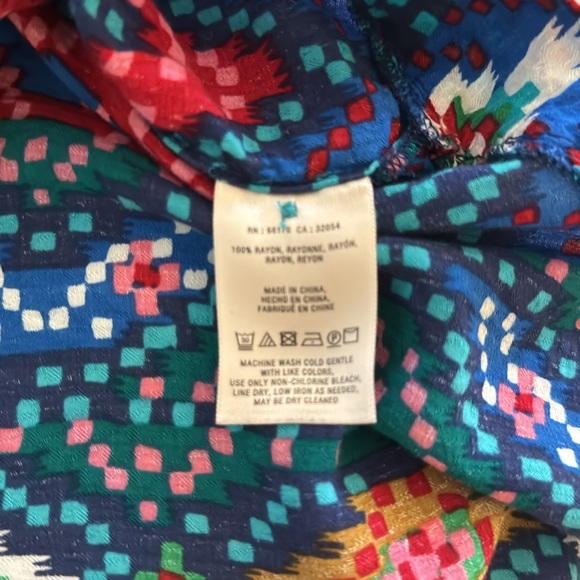 RN | 66170 CA | 32054
100% RAYON, RAYONNE, RAYÓN,
RAYON, REYON
MADE IN CHINA,
HECHO EN CHINA,
FABRIQUÉ EN CHINE
30
MACHINE WASH COLD GENTLE
WITH LIKE COLORS,
USE ONLY NON-CHLORINE BLEACH,
LINE DRY, LOW IRON AS NEEDED,
MAY BE DRY CLEANED